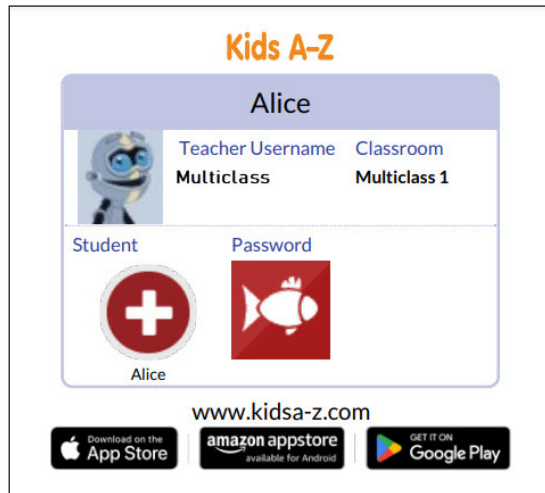 Kids A–Z
Alice
Teacher Username Classroom
Multiclass Multiclass 1
Student Password
Alice
www.kidsa-z.com
Download on the
App Store
amazon appstore
available for Android
GET IT ON
Google Play